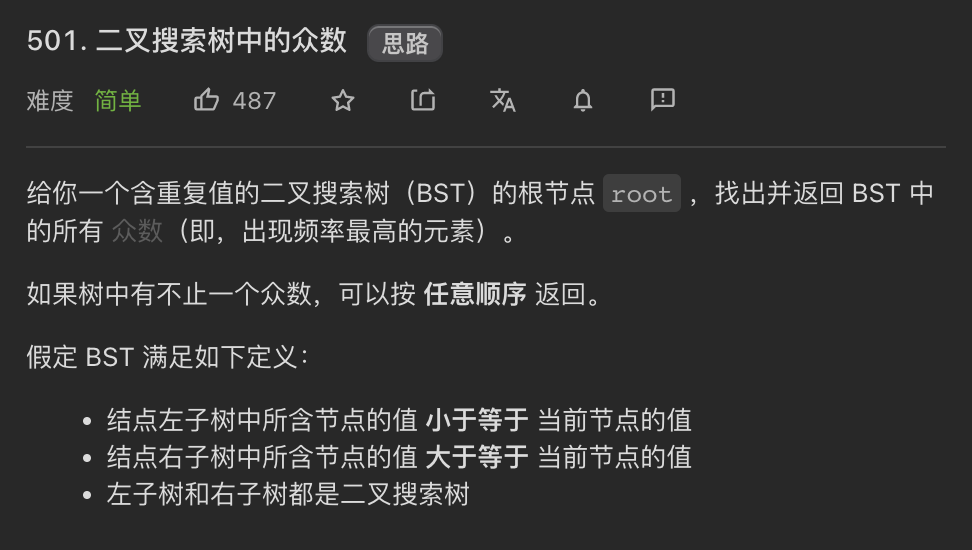 501. 二叉搜索树中的众数 思路
难度 简单 487
给你一个含重复值的二叉搜索树（BST）的根节点 root ，找出并返回 BST 中
的所有 众数（即，出现频率最高的元素）。
如果树中有不止一个众数，可以按 任意顺序 返回。
假定 BST 满足如下定义：
• 结点左子树中所含节点的值 小于等于 当前节点的值
• 结点右子树中所含节点的值 大于等于 当前节点的值
• 左子树和右子树都是二叉搜索树